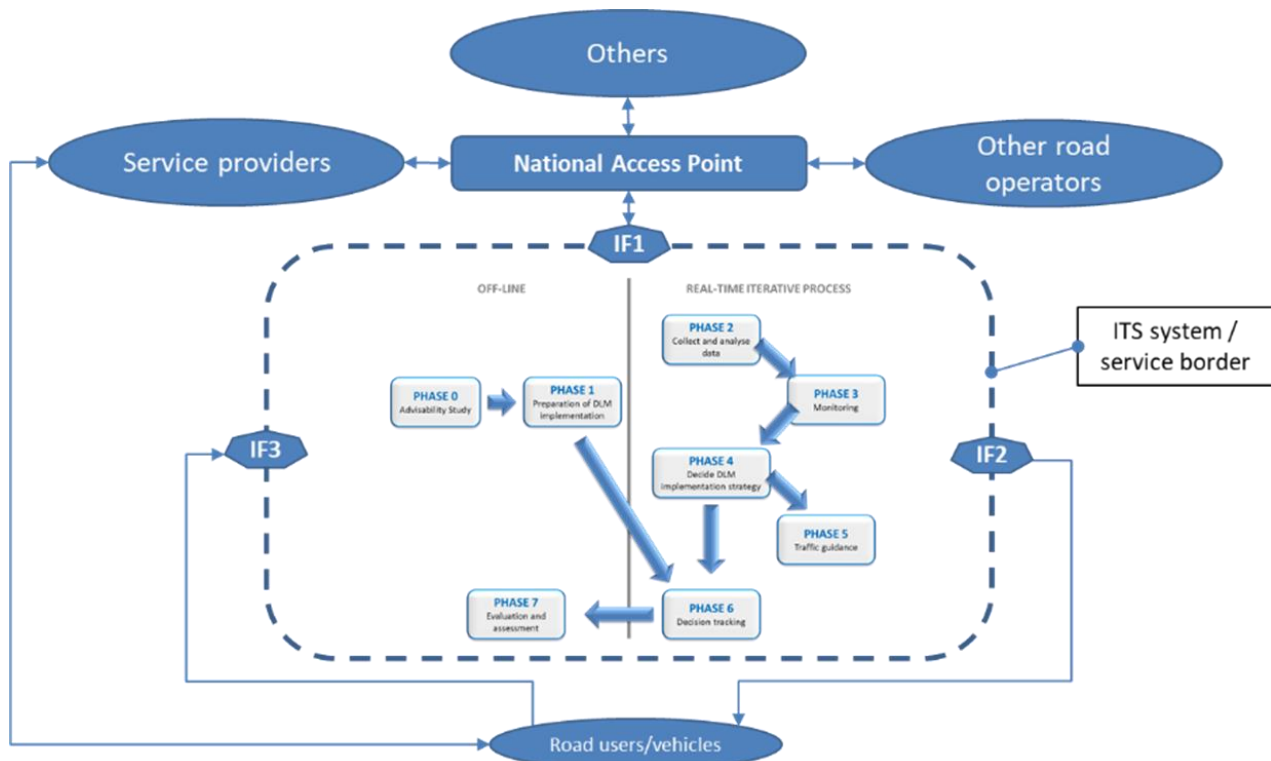 Others
Service providers
National Access Point
Other road
operators
IF1
OFF-LINE
REAL-TIME ITERATIVE PROCESS
PHASE 2
Collect and analyse
data
ITS system /
service border
PHASE 0
Advisability Study
PHASE 1
Preparation of DLM
implementation
PHASE 3
Monitoring
IF3
PHASE 4
Decide DLM
implementation strategy
IF2
PHASE 5
Traffic guidance
PHASE 7
Evaluation and
assessment
PHASE 6
Decision tracking
Road users/vehicles